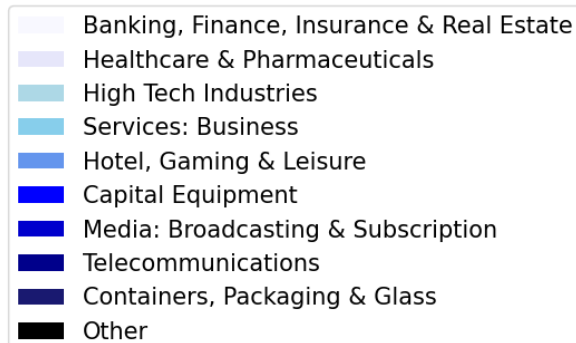 Banking, Finance, Insurance & Real Estate
Healthcare & Pharmaceuticals
High Tech Industries
Services: Business
Hotel, Gaming & Leisure
Capital Equipment
Media: Broadcasting & Subscription
Telecommunications
Containers, Packaging & Glass
Other